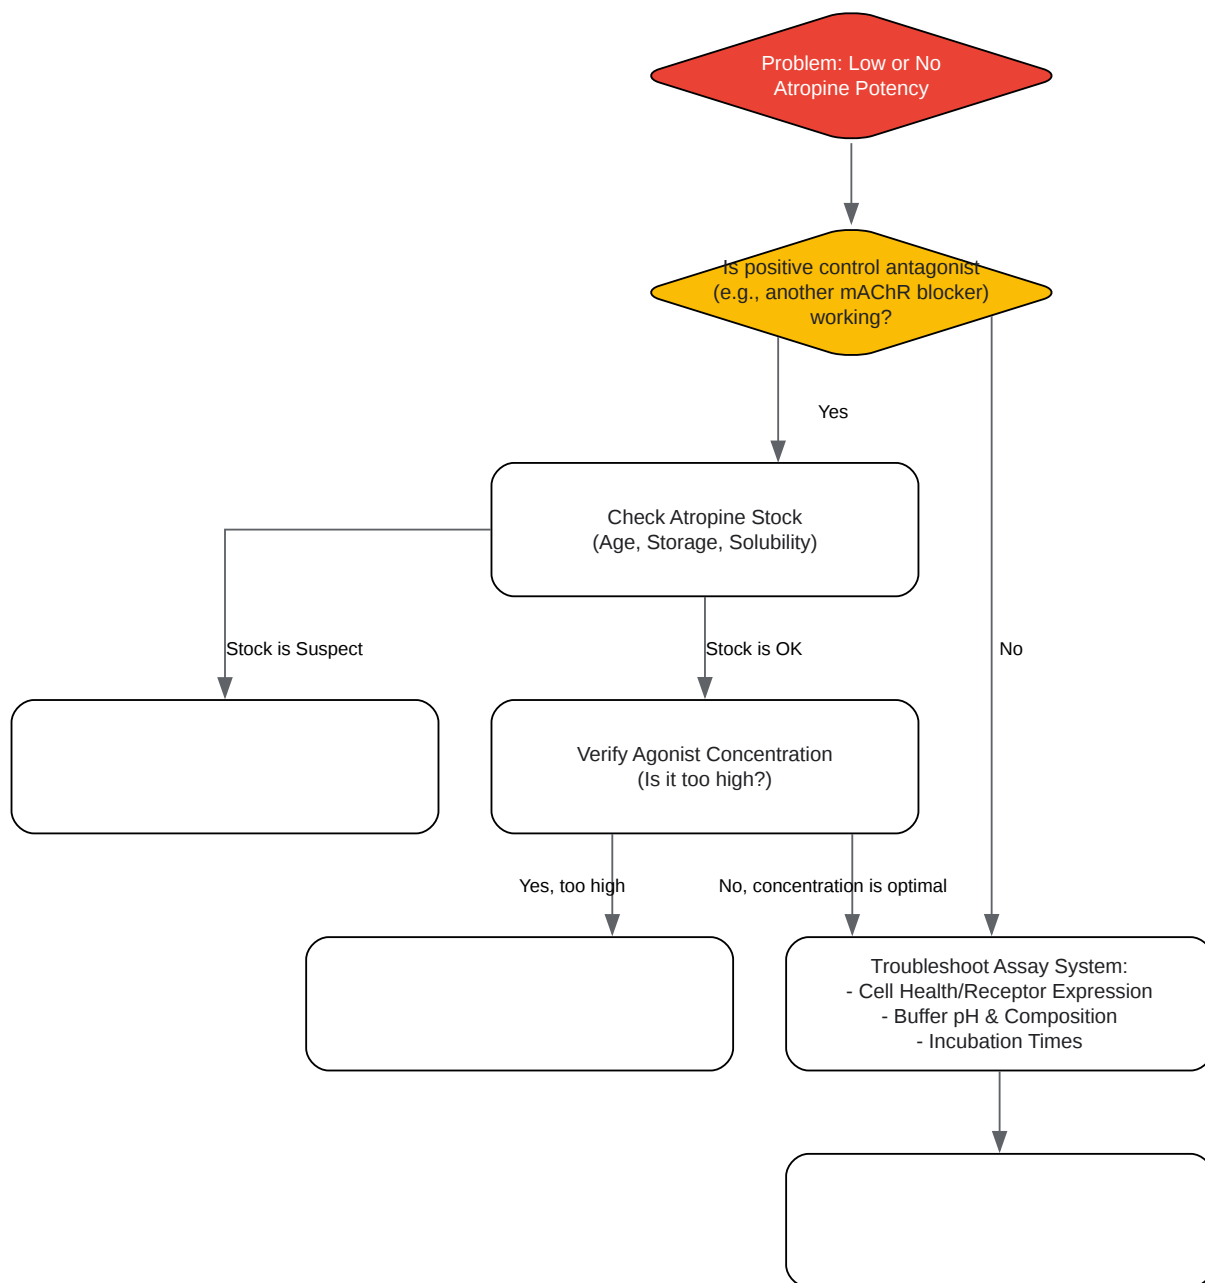 Problem: Low or No
Atropine Potency
Is positive control antagonist
(e.g., another mAChR blocker)
working?
Yes
Check Atropine Stock
(Age, Storage, Solubility)
Stock is Suspect
Stock is OK
No
Verify Agonist Concentration
(Is it too high?)
Yes, too high
No, concentration is optimal
Troubleshoot Assay System:
- Cell Health/Receptor Expression
- Buffer pH & Composition
- Incubation Times